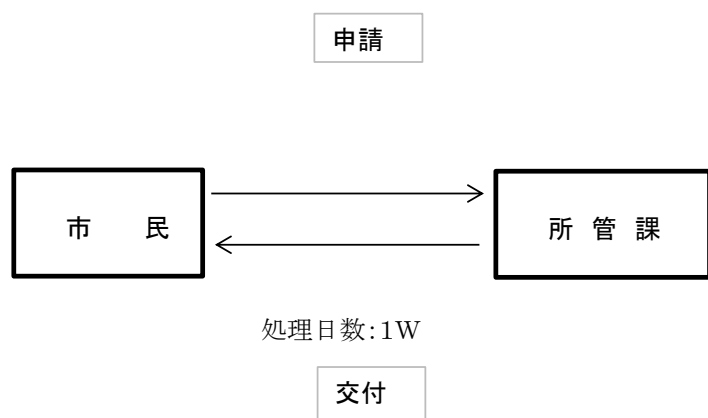 申請
市　　民
所 管 課
処理日数：1W
交付